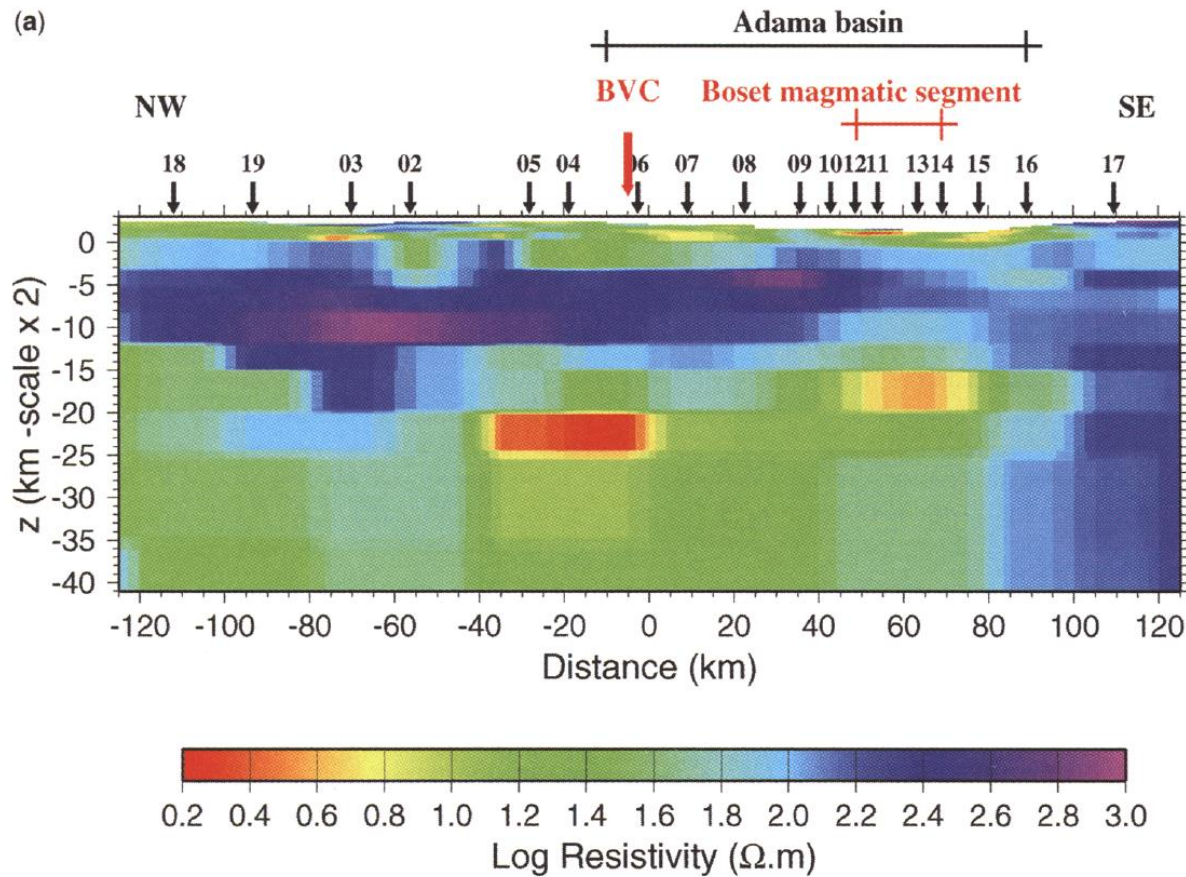 (a)
Adama basin
BVC Boset magmatic segment
NW SE
18 19 03 02 05 04 06 07 08 09 10 12 11 13 14 15 16 17
0
-5
-10
-15
-20
-25
-30
-35
-40
z (km -scale x 2)
-120 -100 -80 -60 -40 -20 0 20 40 60 80 100 120
Distance (km)
0.2 0.4 0.6 0.8 1.0 1.2 1.4 1.6 1.8 2.0 2.2 2.4 2.6 2.8 3.0
Log Resistivity (Ω.m)